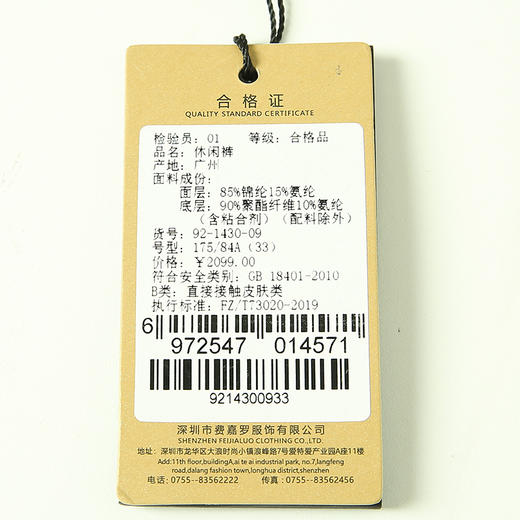 合格证
QUALITY STANDARD CERTIFICATE
检验员: 01 等级: 合格品
品名: 休闲裤
产地: 广州
面料成份:
面层: 85%锦纶15%氨纶
底层: 90%聚酯纤维10%氨纶
（含粘合剂）（配料除外）
货号: 92-1430-09
号型: 175/84A（33）
价格: ￥2099.00
符合安全类别: GB 18401-2010
B类: 直接接触皮肤类
执行标准: FZ/T73020-2019
6 972547 014571
9214300933
深圳市费嘉罗服饰有限公司
SHENZHEN FEIJIALUO CLOTHING CO.,LTD.
地址: 深圳市龙华区大浪时尚小镇浪峰路7号爱特爱产业园A座11楼
Add:11th floor,buildingA,ai te ai industrial park, no.7,langfeng
road,dalang fashion town,longhua district,shenzhen
电话: 0755--83562222 传真: 0755--83562456